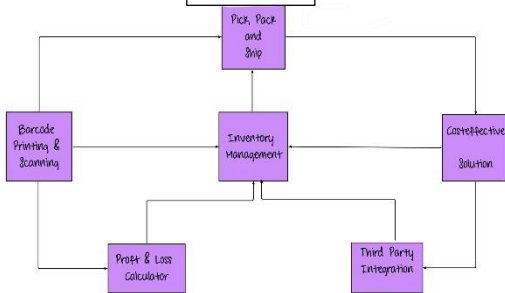 Pick, Pack
and
Ship
Barcode
Printing &
Scanning
Inventory
Management
Costeffective
Solution
Profit & Loss
Calculator
Third Party
Integration